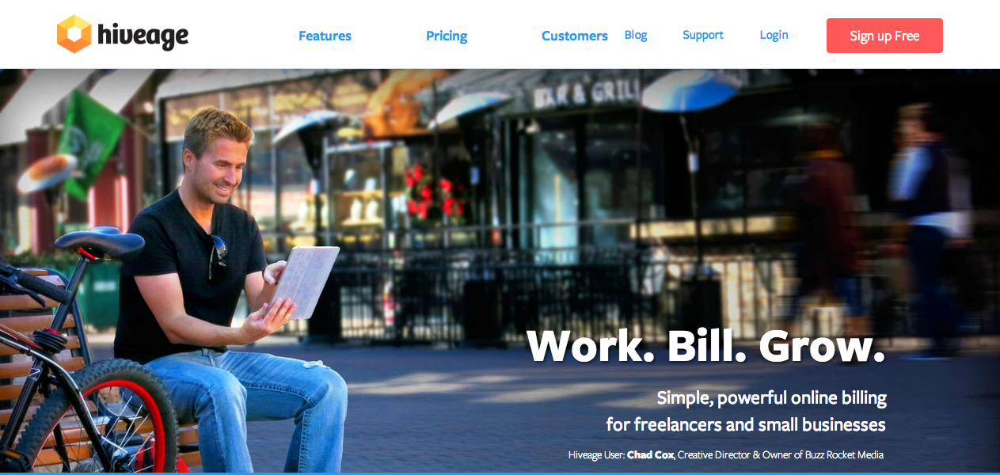 hiveage
Features
Pricing
Customers
Blog
Support
Login
Sign up Free
BAR & GRILL
Work. Bill. Grow.
Simple, powerful online billing
for freelancers and small businesses
Hiveage User: Chad Cox, Creative Director & Owner of Buzz Rocket Media